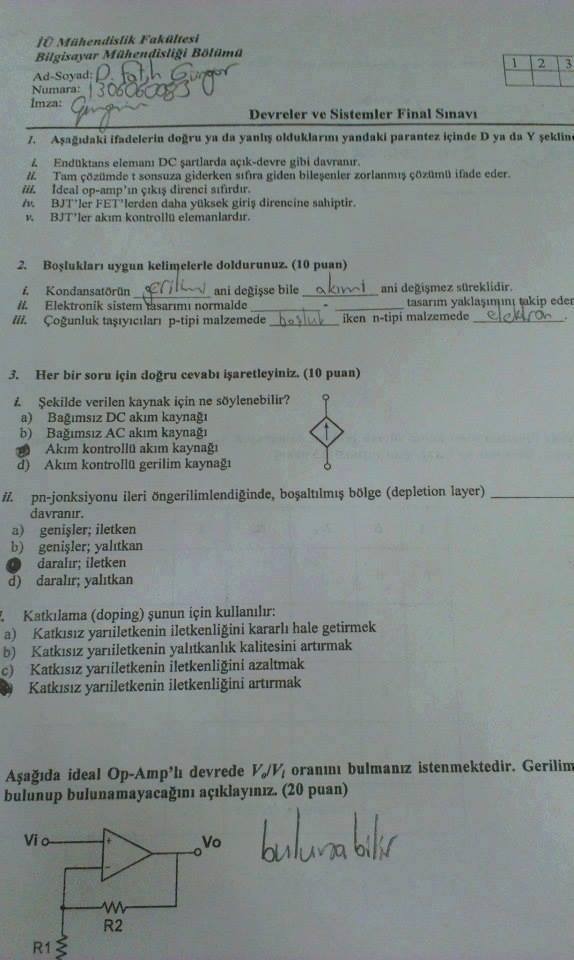 İÜ Mühendislik Fakültesi
Bilgisayar Mühendisliği Bölümü
Ad-Soyad: D. Fatih Güngör
Numara: 1306060083
İmza: Güngör
1 2 3
Devreler ve Sistemler Final Sınavı
1. Aşağıdaki ifadelerin doğru ya da yanlış olduklarını yandaki parantez içinde D ya da Y şeklin
i. Endüktans elemanı DC şartlarda açık-devre gibi davranır.
ii. Tam çözümde t sonsuza giderken sıfıra giden bileşenler zorlanmış çözümü ifade eder.
iii. İdeal op-amp'ın çıkış direnci sıfırdır.
iv. BJT'ler FET'lerden daha yüksek giriş direncine sahiptir.
v. BJT'ler akım kontrollü elemanlardır.
2. Boşlukları uygun kelimelerle doldurunuz. (10 puan)
i. Kondansatörün gerilimi ani değişse bile akımı ani değişmez süreklidir.
ii. Elektronik sistem tasarımı normalde ________ - ________ tasarım yaklaşımını takip eder
iii. Çoğunluk taşıyıcıları p-tipi malzemede boşluk iken n-tipi malzemede elektron.
3. Her bir soru için doğru cevabı işaretleyiniz. (10 puan)
i. Şekilde verilen kaynak için ne söylenebilir?
a) Bağımsız DC akım kaynağı
b) Bağımsız AC akım kaynağı
Akım kontrollü akım kaynağı
d) Akım kontrollü gerilim kaynağı
ii. pn-jonksiyonu ileri öngerilimlendiğinde, boşaltılmış bölge (depletion layer) ________
davranır.
a) genişler; iletken
b) genişler; yalıtkan
daralır; iletken
d) daralır; yalıtkan
Katkılama (doping) şunun için kullanılır:
a) Katkısız yarıiletkenin iletkenliğini kararlı hale getirmek
b) Katkısız yarıiletkenin yalıtkanlık kalitesini artırmak
c) Katkısız yarıiletkenin iletkenliğini azaltmak
Katkısız yarıiletkenin iletkenliğini artırmak
Aşağıda ideal Op-Amp'lı devrede Vo/Vi oranını bulmanız istenmektedir. Gerilim
bulunup bulunamayacağını açıklayınız. (20 puan)
bulunabilir
Vi + - Vo
R2
R1